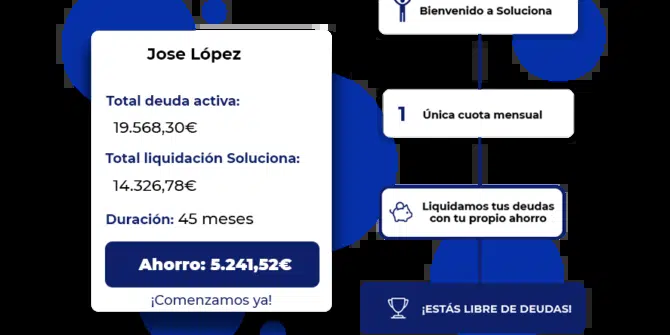 Jose López
Total deuda activa:
19.568,30€
Total liquidación Soluciona:
14.326,78€
Duración: 45 meses
Ahorro: 5.241,52€
¡Comenzamos ya!
Bienvenido a Soluciona
1 Única cuota mensual
Liquidamos tus deudas
con tu propio ahorro
¡ESTÁS LIBRE DE DEUDAS!